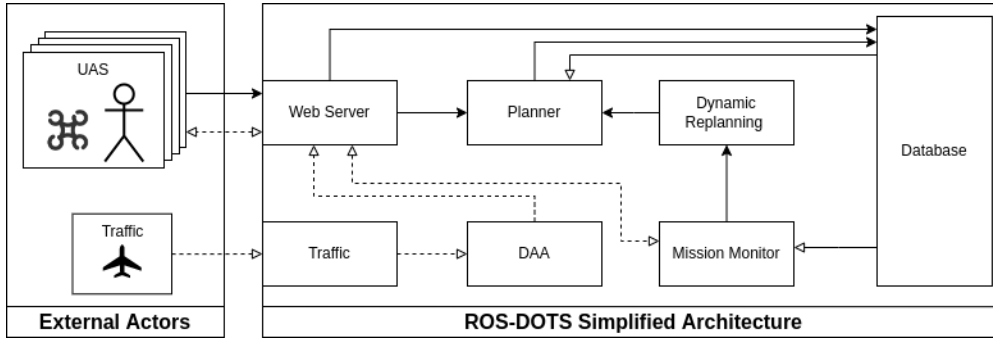 UAS
Web Server
Planner
Dynamic
Replanning
Database
Traffic
Traffic
DAA
Mission Monitor
External Actors
ROS-DOTS Simplified Architecture